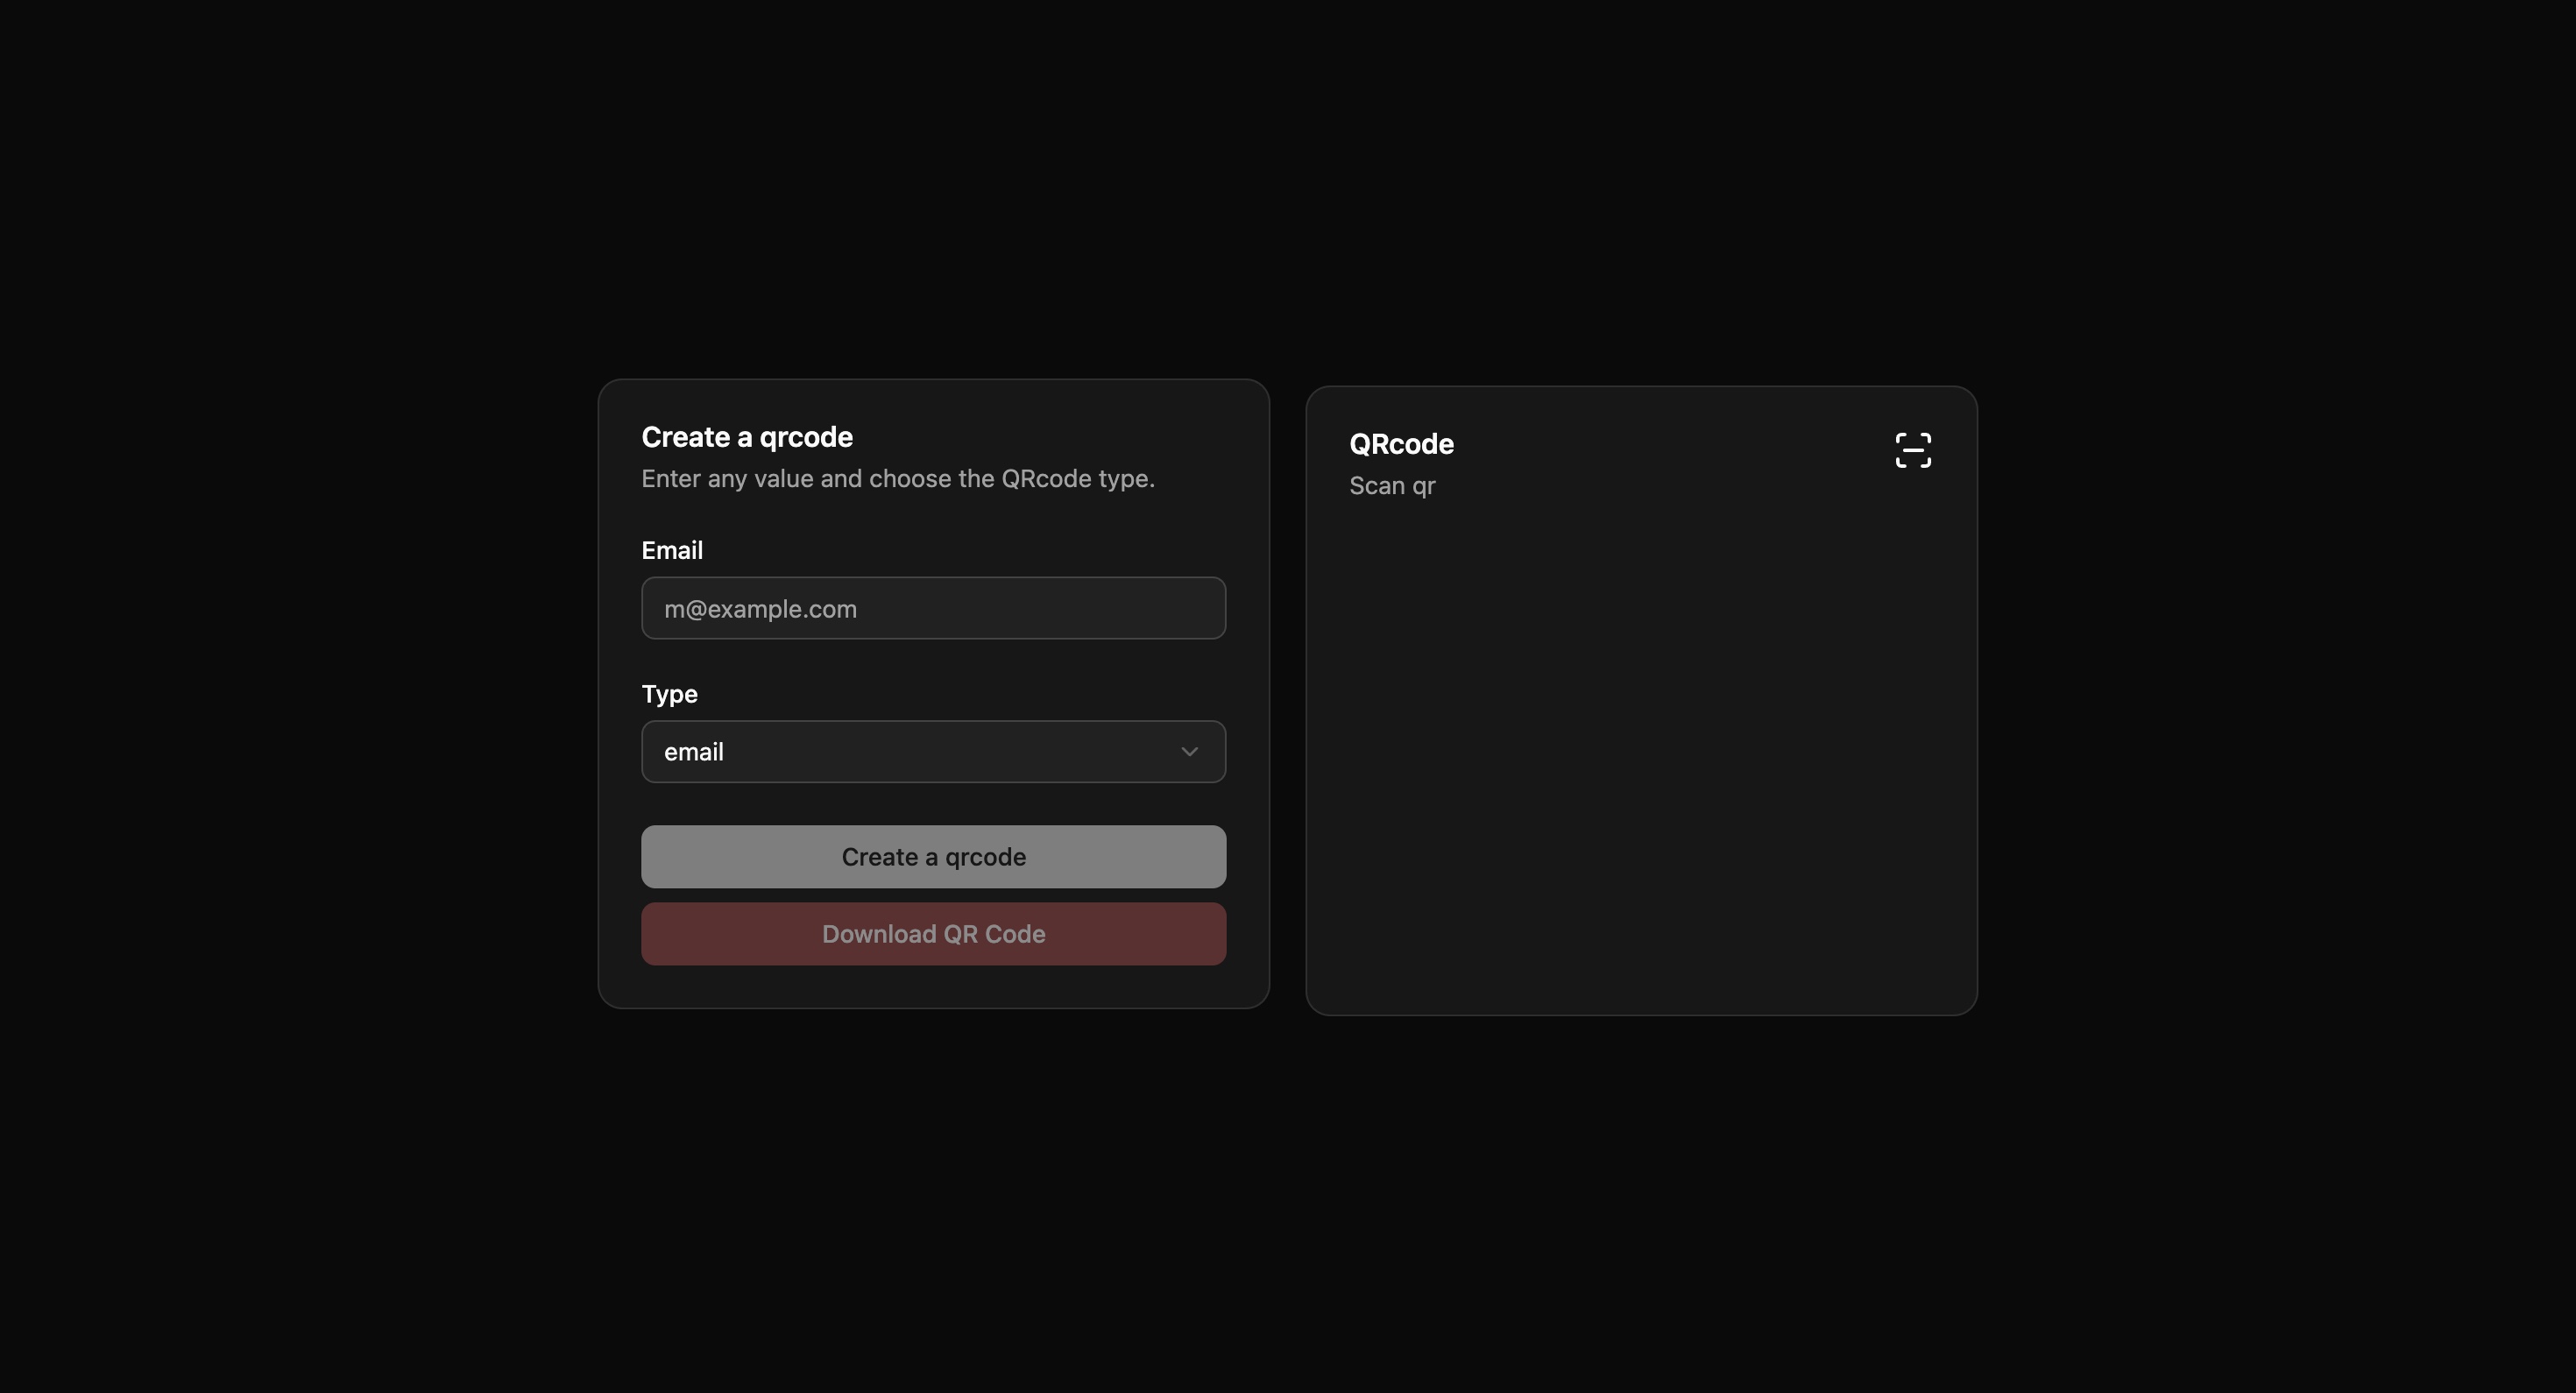 Create a qrcode
Enter any value and choose the QRcode type.
Email
m@example.com
Type
email
Create a qrcode
Download QR Code
QRcode
Scan qr